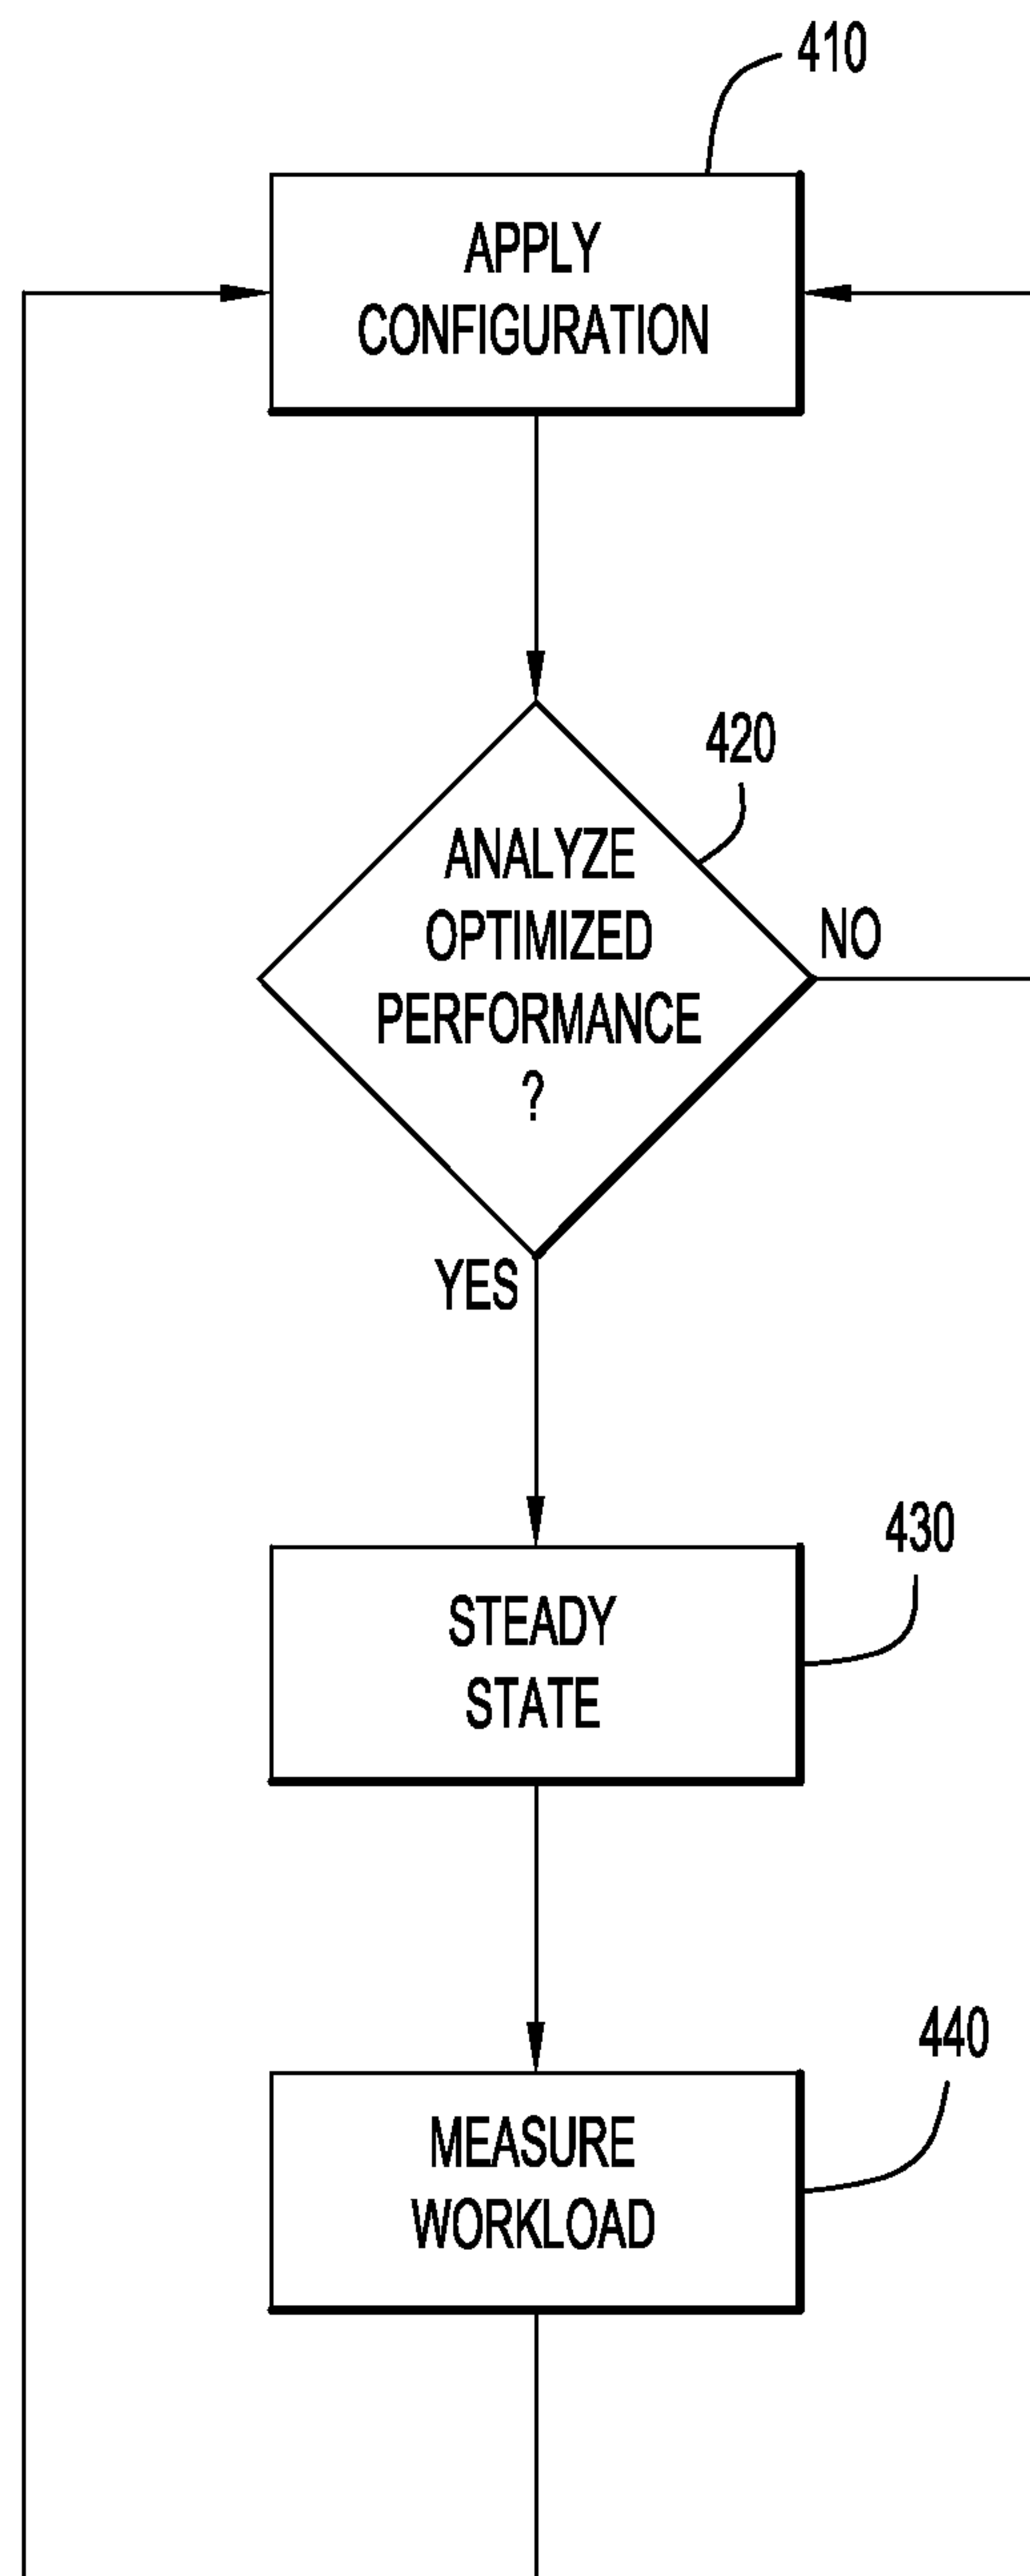 410
APPLY
CONFIGURATION
420
ANALYZE
OPTIMIZED
PERFORMANCE
?
NO
YES
430
STEADY
STATE
440
MEASURE
WORKLOAD